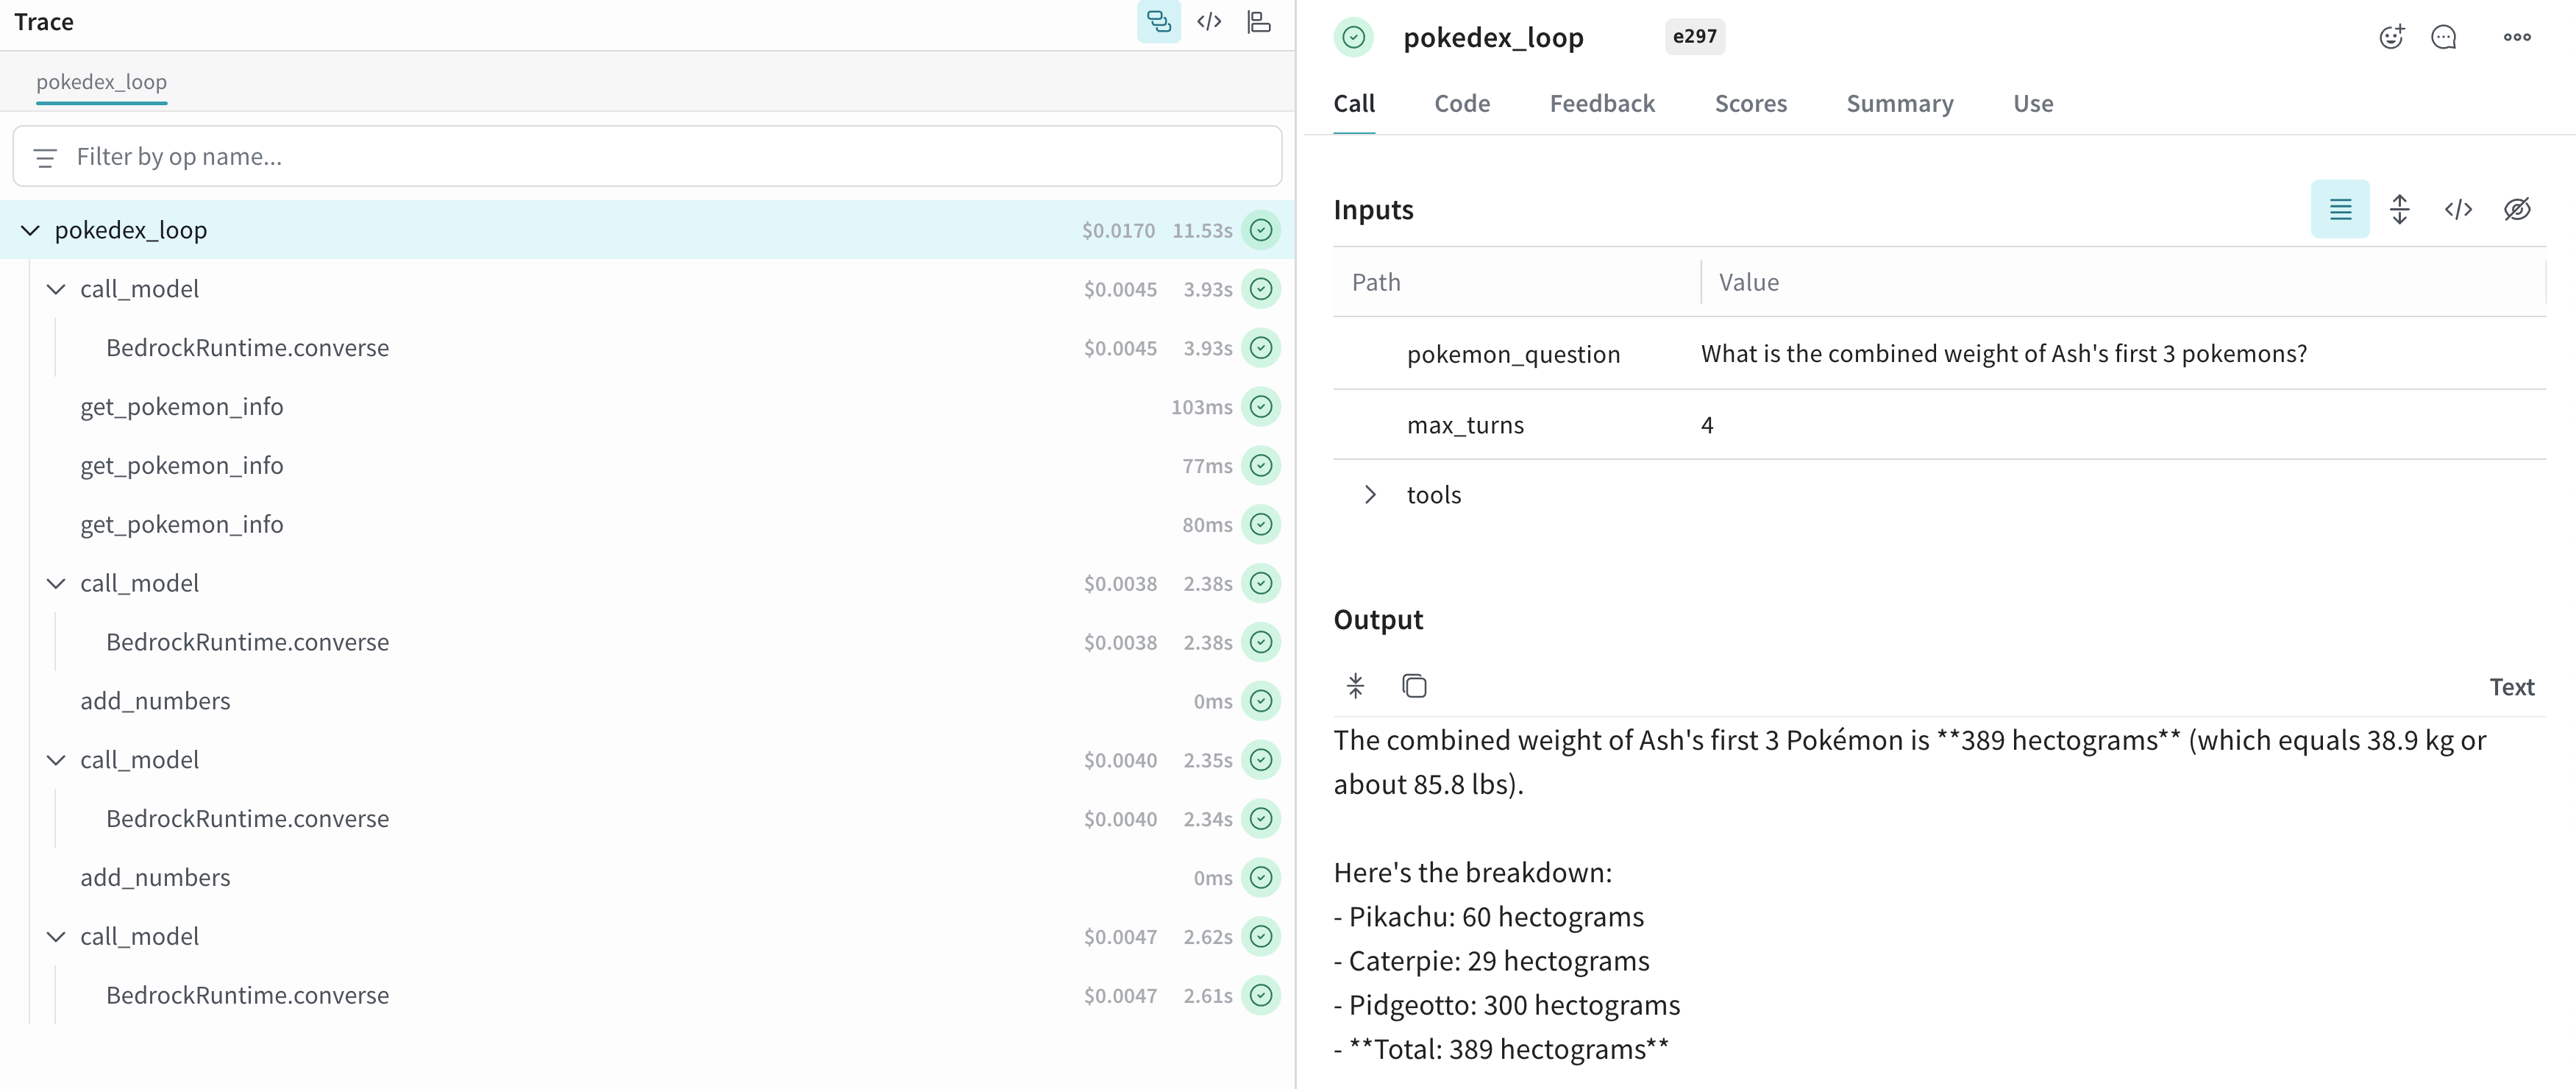 Trace
pokedex_loop
Filter by op name...
pokedex_loop $0.0170 11.53s
call_model $0.0045 3.93s
BedrockRuntime.converse $0.0045 3.93s
get_pokemon_info 103ms
get_pokemon_info 77ms
get_pokemon_info 80ms
call_model $0.0038 2.38s
BedrockRuntime.converse $0.0038 2.38s
add_numbers 0ms
call_model $0.0040 2.35s
BedrockRuntime.converse $0.0040 2.34s
add_numbers 0ms
call_model $0.0047 2.62s
BedrockRuntime.converse $0.0047 2.61s
pokedex_loop e297
Call Code Feedback Scores Summary Use
Inputs
Path Value
pokemon_question What is the combined weight of Ash's first 3 pokemons?
max_turns 4
tools
Output
Text
The combined weight of Ash's first 3 Pokémon is **389 hectograms** (which equals 38.9 kg or
about 85.8 lbs).
Here's the breakdown:
- Pikachu: 60 hectograms
- Caterpie: 29 hectograms
- Pidgeotto: 300 hectograms
- **Total: 389 hectograms**